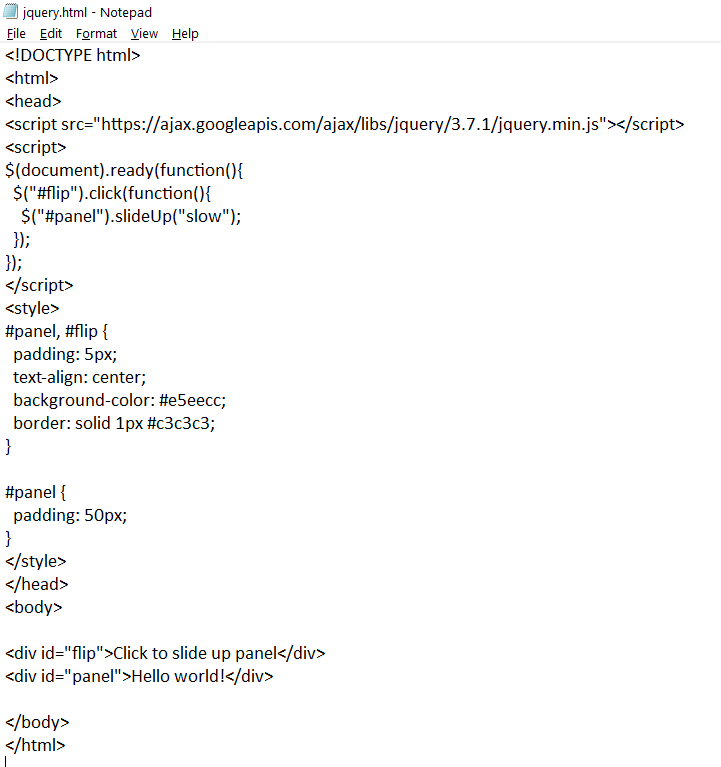 jquery.html - Notepad
File Edit Format View Help
<!DOCTYPE html>
<html>
<head>
<script src="https://ajax.googleapis.com/ajax/libs/jquery/3.7.1/jquery.min.js"></script>
<script>
$(document).ready(function(){
  $("#flip").click(function(){
    $("#panel").slideUp("slow");
  });
});
</script>
<style>
#panel, #flip {
  padding: 5px;
  text-align: center;
  background-color: #e5eecc;
  border: solid 1px #c3c3c3;
}

#panel {
  padding: 50px;
}
</style>
</head>
<body>

<div id="flip">Click to slide up panel</div>
<div id="panel">Hello world!</div>

</body>
</html>